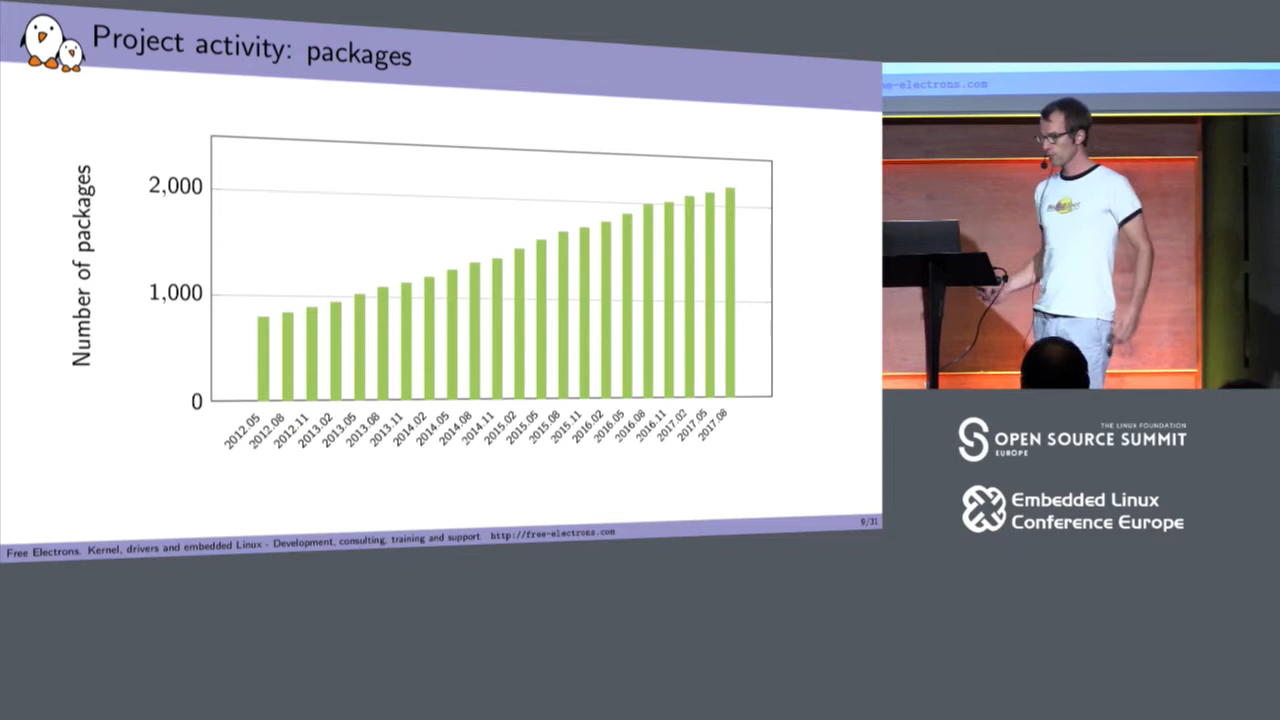 Project activity: packages
Number of packages
2,000
1,000
0
2012.05
2012.08
2012.11
2013.02
2013.05
2013.08
2013.11
2014.02
2014.05
2014.08
2014.11
2015.02
2015.05
2015.08
2015.11
2016.02
2016.05
2016.08
2016.11
2017.02
2017.05
2017.08
9/31
Free Electrons. Kernel, drivers and embedded Linux - Development, consulting, training and support. http://free-electrons.com
e-electrons.com
THE LINUX FOUNDATION
OPEN SOURCE SUMMIT
EUROPE
Embedded Linux
Conference Europe